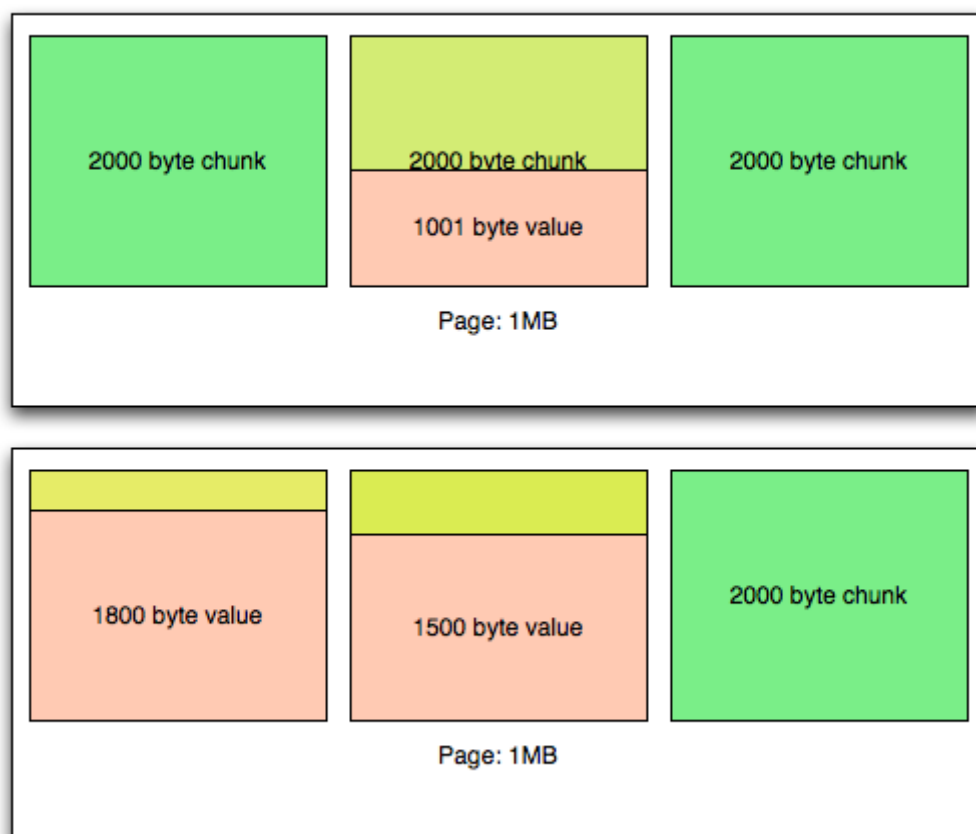 2000 byte chunk
2000 byte chunk
2000 byte chunk
1001 byte value
Page: 1MB
1800 byte value
1500 byte value
2000 byte chunk
Page: 1MB